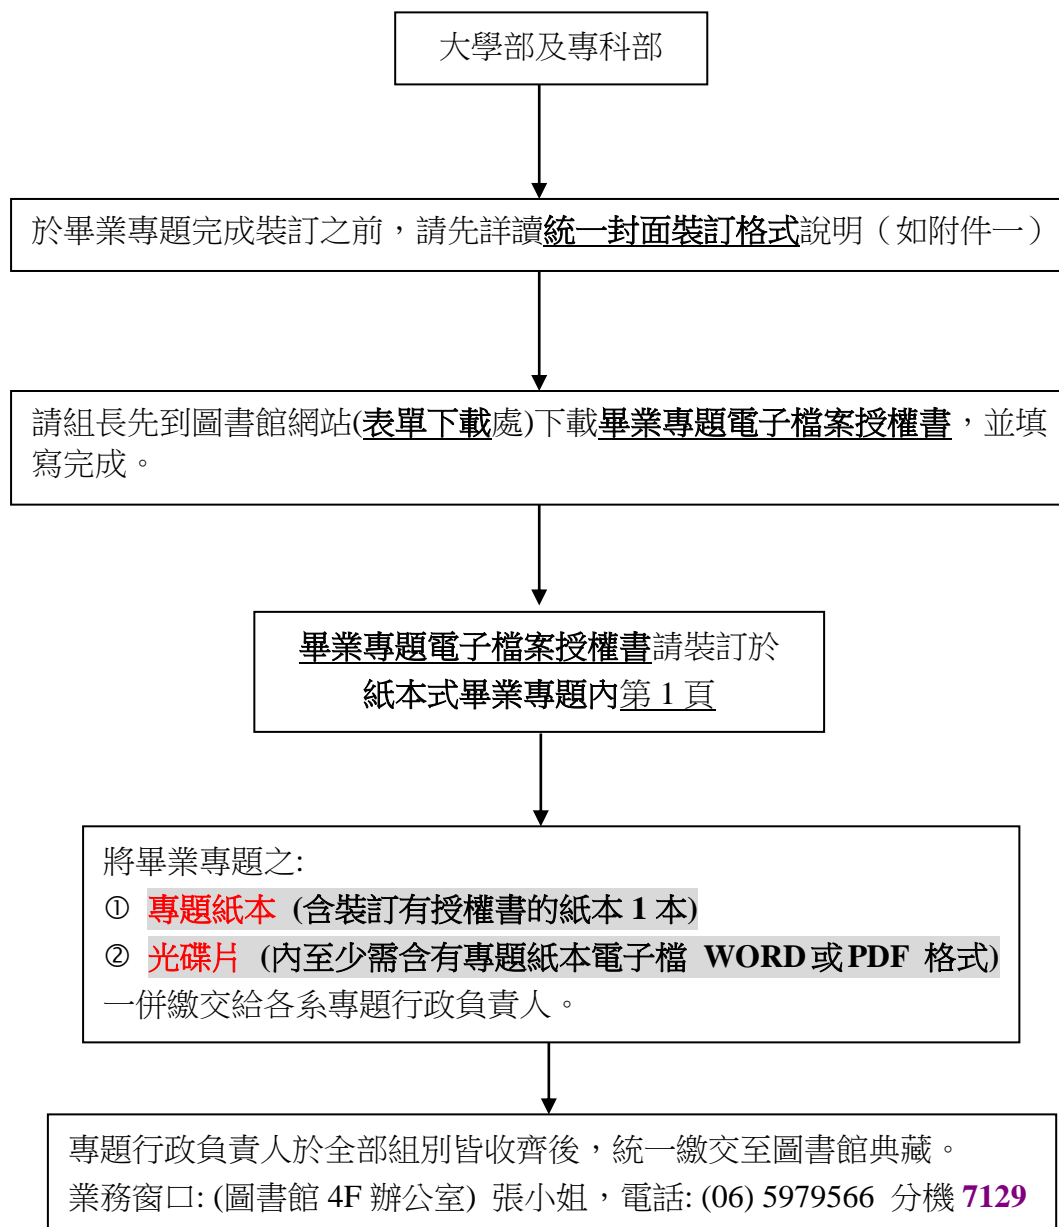 大學部及專科部
於畢業專題完成裝訂之前，請先詳讀統一封面裝訂格式說明（如附件一）
請組長先到圖書館網站(表單下載處)下載畢業專題電子檔案授權書，並填
寫完成。
畢業專題電子檔案授權書請裝訂於
紙本式畢業專題內第 1 頁
將畢業專題之:
① 專題紙本 (含裝訂有授權書的紙本 1 本)
② 光碟片 (內至少需含有專題紙本電子檔 WORD 或 PDF 格式)
一併繳交給各系專題行政負責人。
專題行政負責人於全部組別皆收齊後，統一繳交至圖書館典藏。
業務窗口: (圖書館 4F 辦公室) 張小姐，電話: (06) 5979566 分機 7129